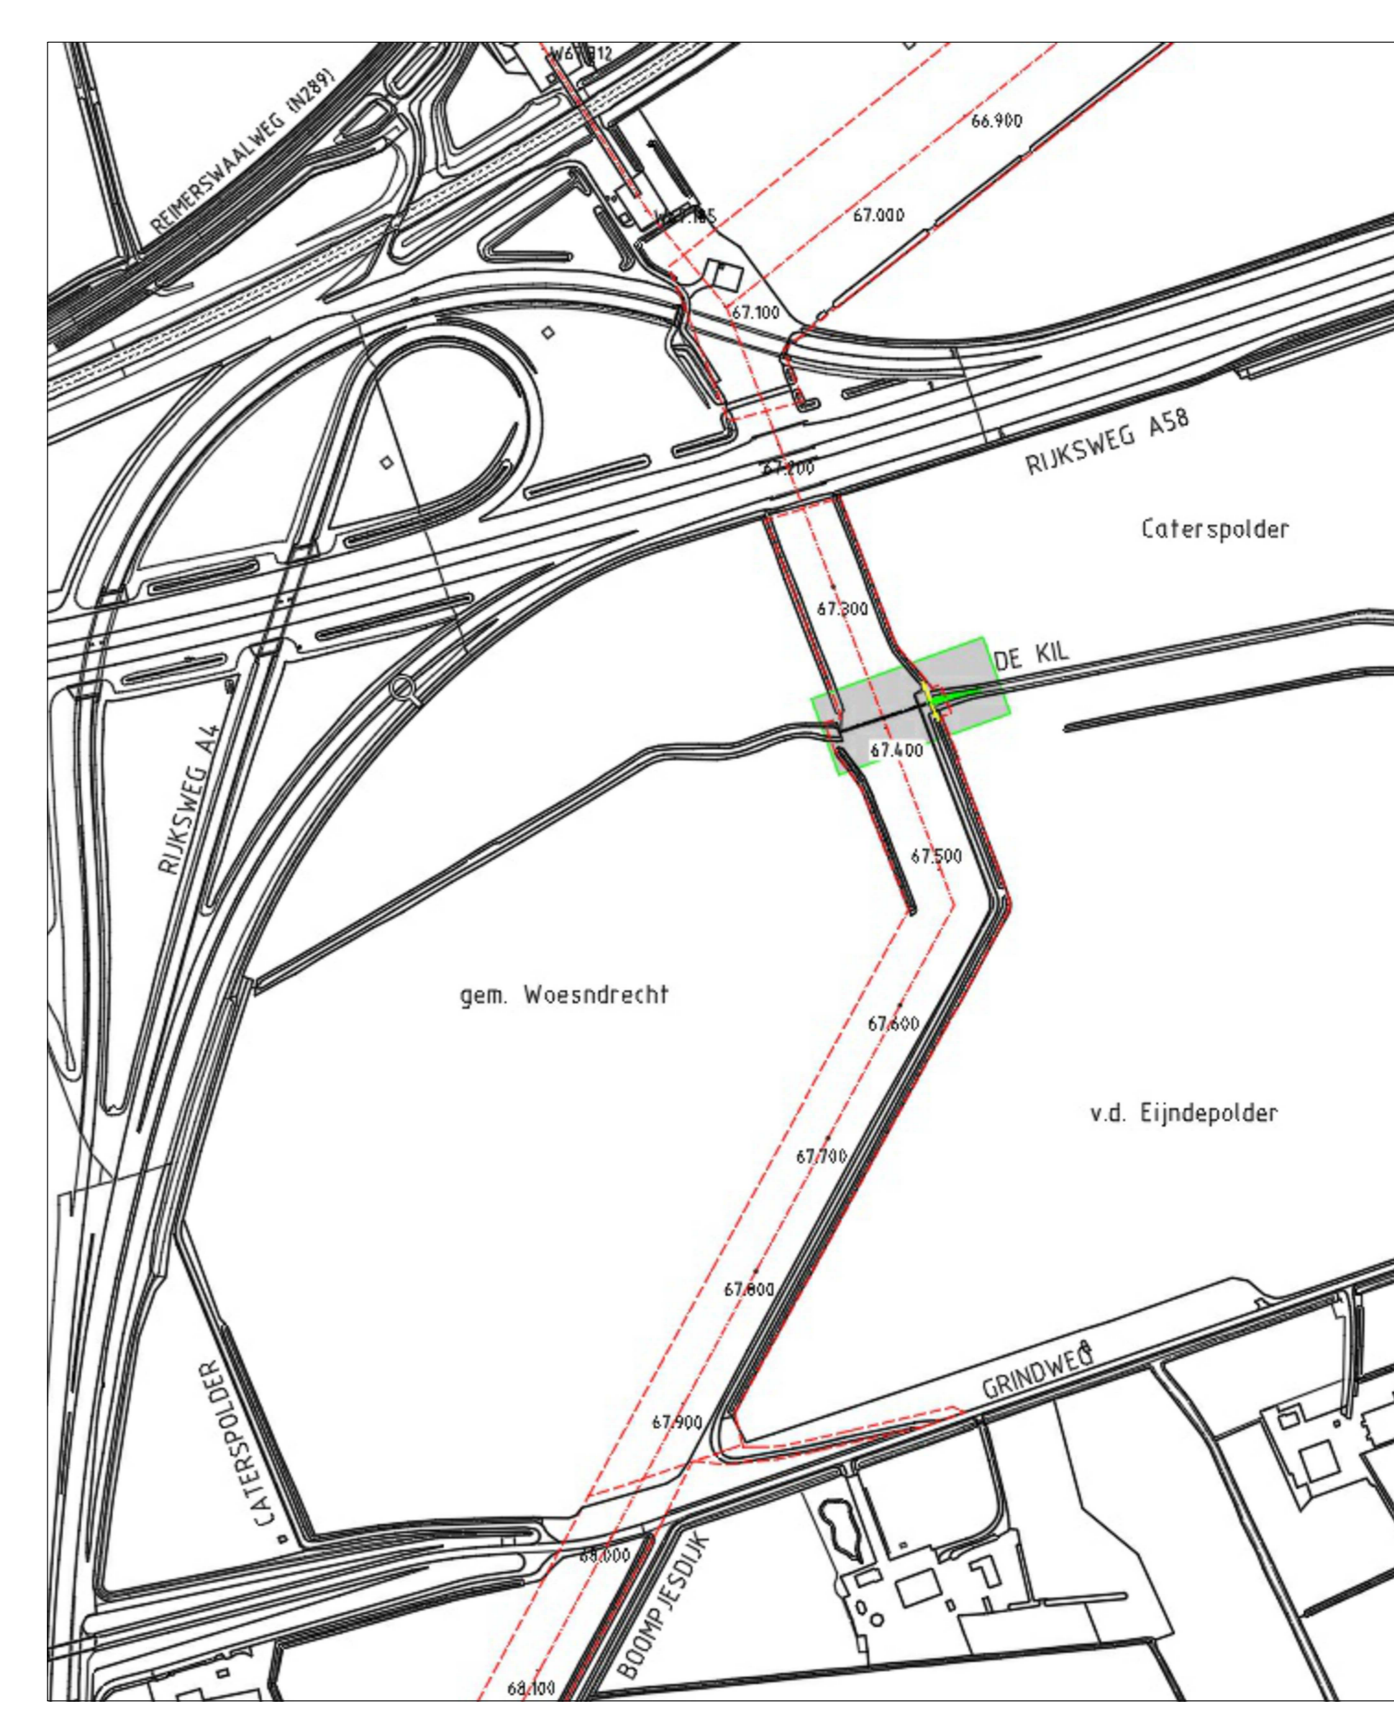 W67.912
REIMERSWAALWEG (N289)
66.900
67.000
67.100
RIJKSWEG A58
67.200
Caterspolder
67.300
DE KIL
67.400
RIJKSWEG A4
67.500
gem. Woesndrecht
67.600
v.d. Eijndepolder
67.700
67.800
GRINDWEG
67.900
CATERSPOLDER
68.000
BOOMPJESDIJK
68.100